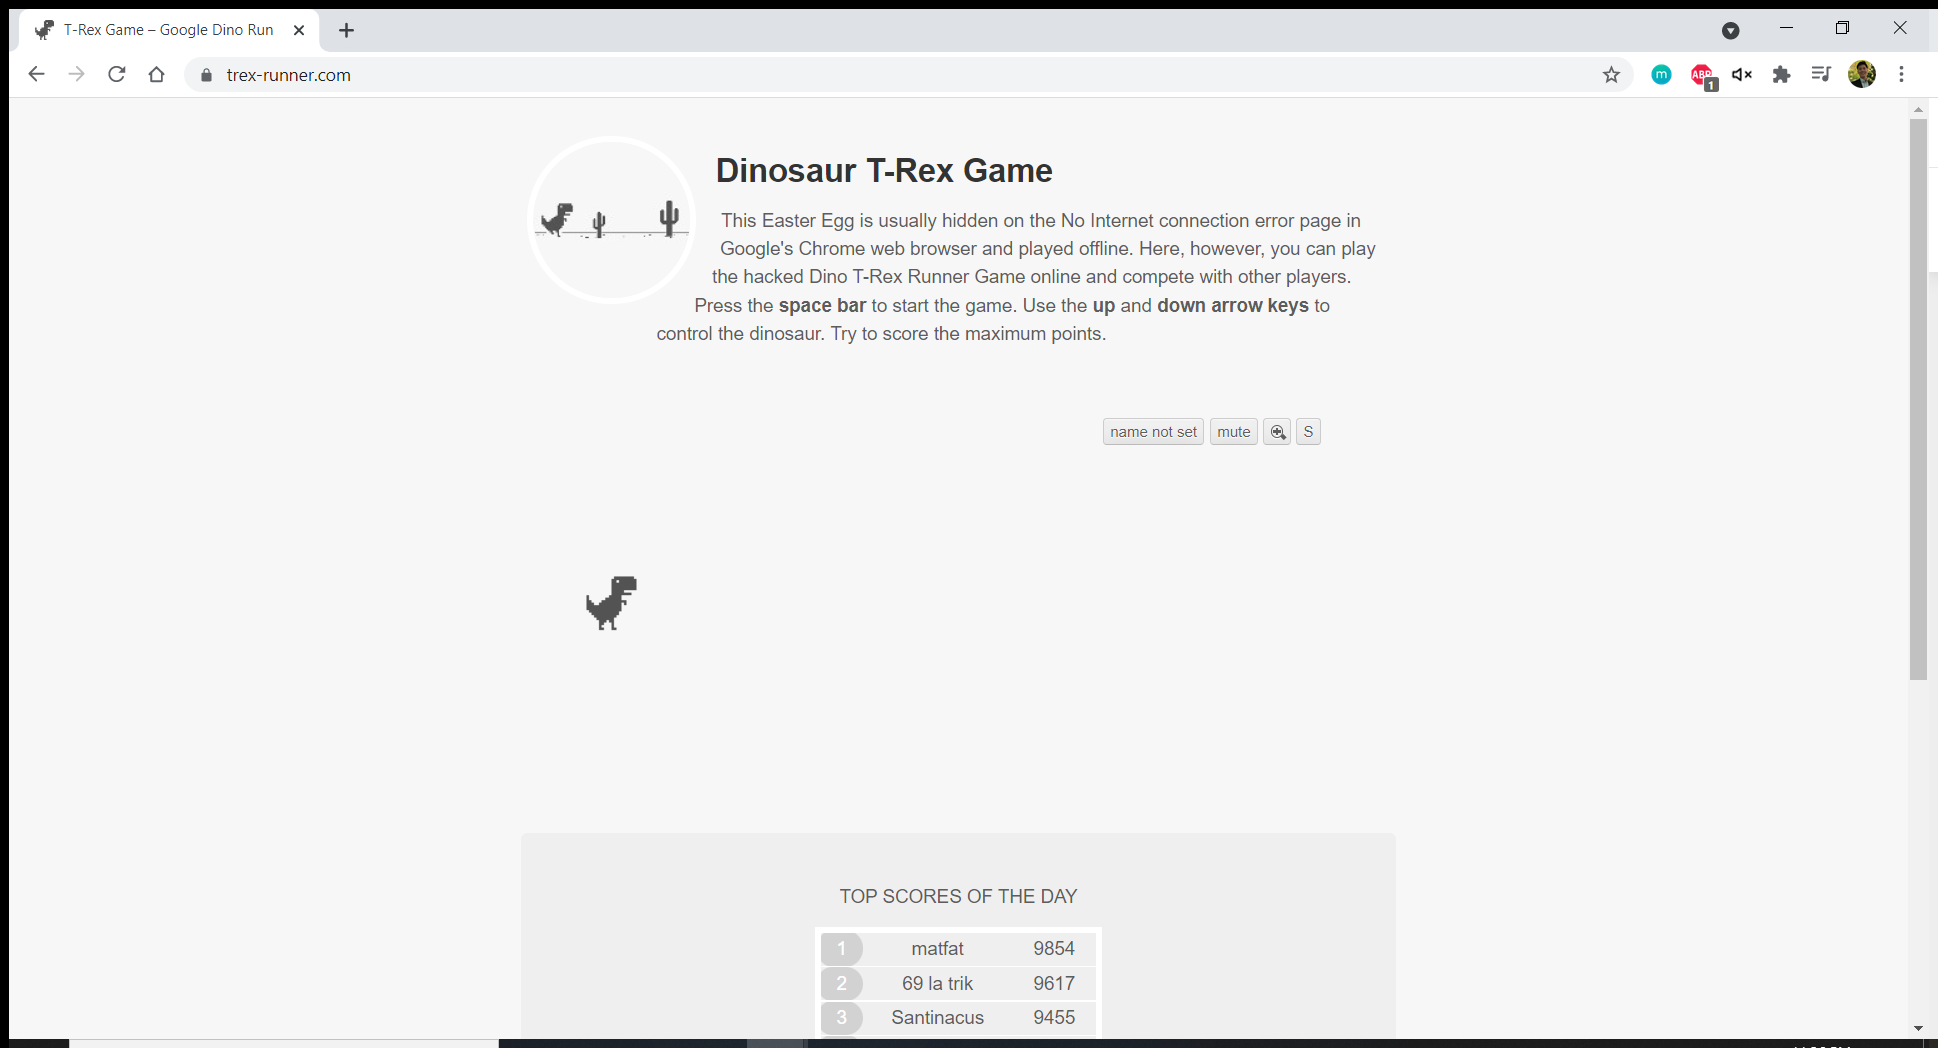 T-Rex Game – Google Dino Run
trex-runner.com
m
ABP
1
Dinosaur T-Rex Game
This Easter Egg is usually hidden on the No Internet connection error page in
Google's Chrome web browser and played offline. Here, however, you can play
the hacked Dino T-Rex Runner Game online and compete with other players.
Press the space bar to start the game. Use the up and down arrow keys to
control the dinosaur. Try to score the maximum points.
name not set mute S
TOP SCORES OF THE DAY
1 matfat 9854
2 69 la trik 9617
3 Santinacus 9455